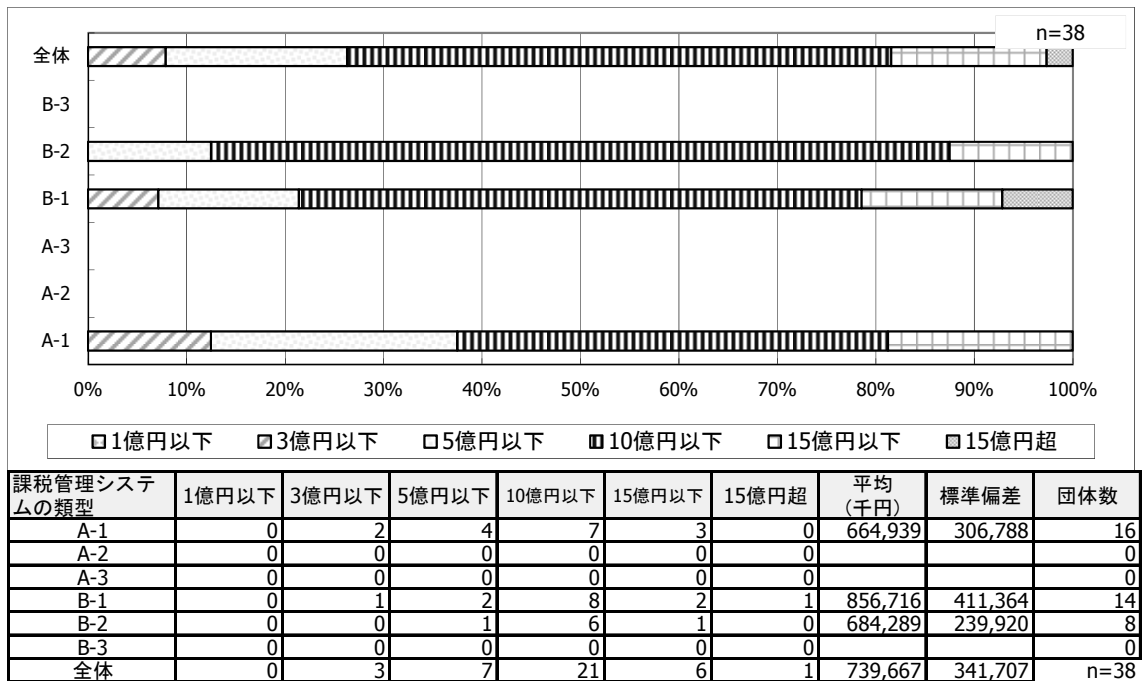 n=38
全体
B-3
B-2
B-1
A-3
A-2
A-1
0% 10% 20% 30% 40% 50% 60% 70% 80% 90% 100%
1億円以下 3億円以下 5億円以下 10億円以下 15億円以下 15億円超
課税管理システムの類型 1億円以下 3億円以下 5億円以下 10億円以下 15億円以下 15億円超 平均(千円) 標準偏差 団体数
A-1 0 2 4 7 3 0 664,939 306,788 16
A-2 0 0 0 0 0 0 0
A-3 0 0 0 0 0 0 0
B-1 0 1 2 8 2 1 856,716 411,364 14
B-2 0 0 1 6 1 0 684,289 239,920 8
B-3 0 0 0 0 0 0 0
全体 0 3 7 21 6 1 739,667 341,707 n=38